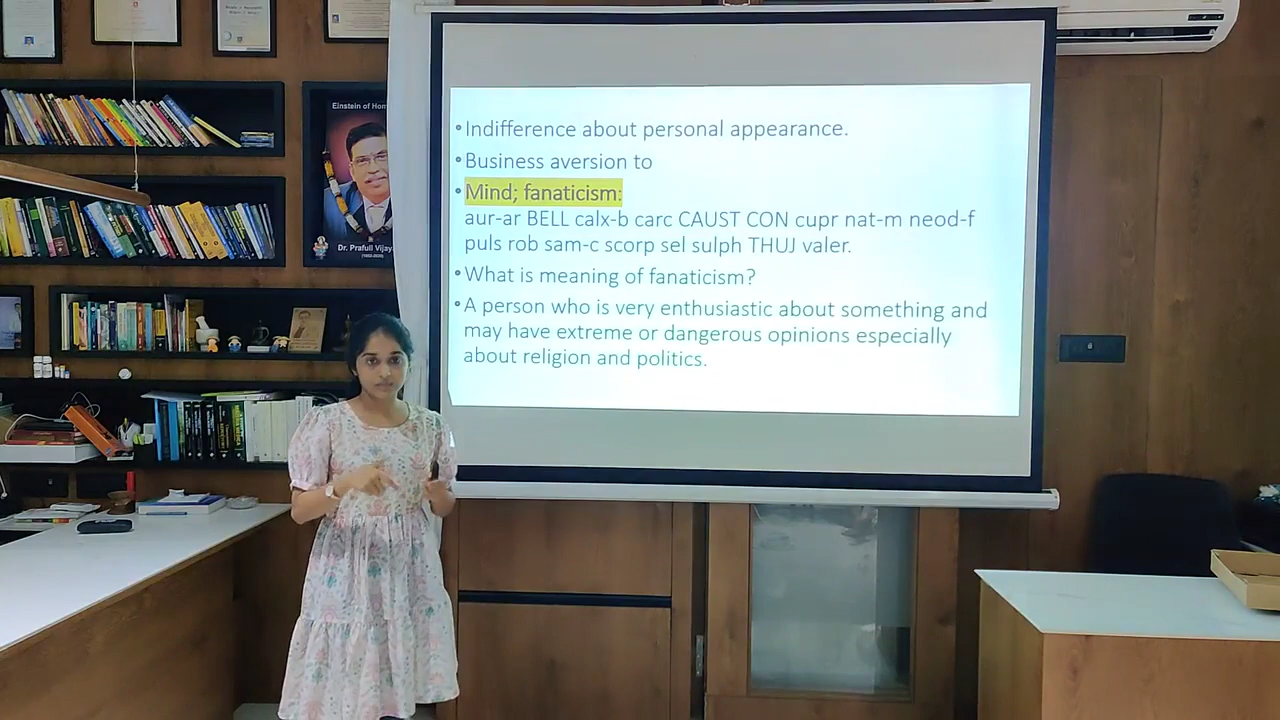 Einstein of Hom
Dr. Prafull Vijay
(1952-2020)
•Indifference about personal appearance.
•Business aversion to
•Mind; fanaticism:
aur-ar BELL calx-b carc CAUST CON cupr nat-m neod-f
puls rob sam-c scorp sel sulph THUJ valer.
•What is meaning of fanaticism?
•A person who is very enthusiastic about something and
may have extreme or dangerous opinions especially
about religion and politics.